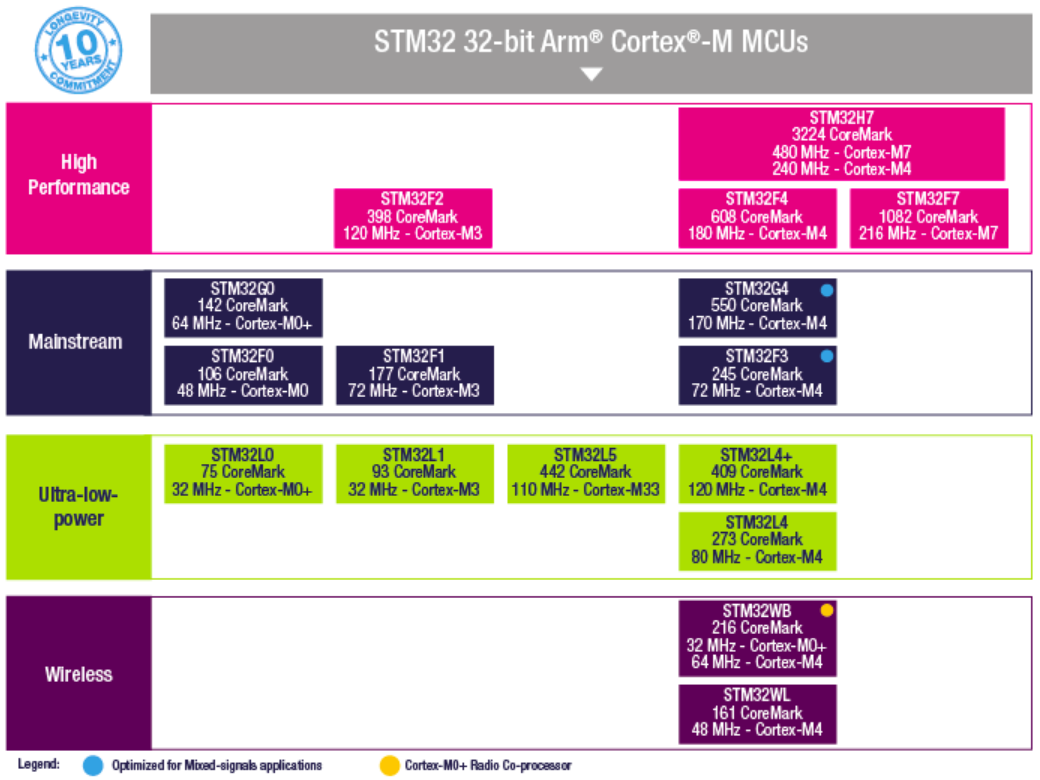 LONGEVITY
10
YEARS
COMMITMENT
STM32 32-bit Arm® Cortex®-M MCUs
High
Performance
STM32H7
3224 CoreMark
480 MHz - Cortex-M7
240 MHz - Cortex-M4
STM32F2
398 CoreMark
120 MHz - Cortex-M3
STM32F4
608 CoreMark
180 MHz - Cortex-M4
STM32F7
1082 CoreMark
216 MHz - Cortex-M7
Mainstream
STM32G0
142 CoreMark
64 MHz - Cortex-M0+
STM32G4
550 CoreMark
170 MHz - Cortex-M4
STM32F0
106 CoreMark
48 MHz - Cortex-M0
STM32F1
177 CoreMark
72 MHz - Cortex-M3
STM32F3
245 CoreMark
72 MHz - Cortex-M4
Ultra-low-
power
STM32L0
75 CoreMark
32 MHz - Cortex-M0+
STM32L1
93 CoreMark
32 MHz - Cortex-M3
STM32L5
442 CoreMark
110 MHz - Cortex-M33
STM32L4+
409 CoreMark
120 MHz - Cortex-M4
STM32L4
273 CoreMark
80 MHz - Cortex-M4
Wireless
STM32WB
216 CoreMark
32 MHz - Cortex-M0+
64 MHz - Cortex-M4
STM32WL
161 CoreMark
48 MHz - Cortex-M4
Legend:
Optimized for Mixed-signals applications
Cortex-M0+ Radio Co-processor